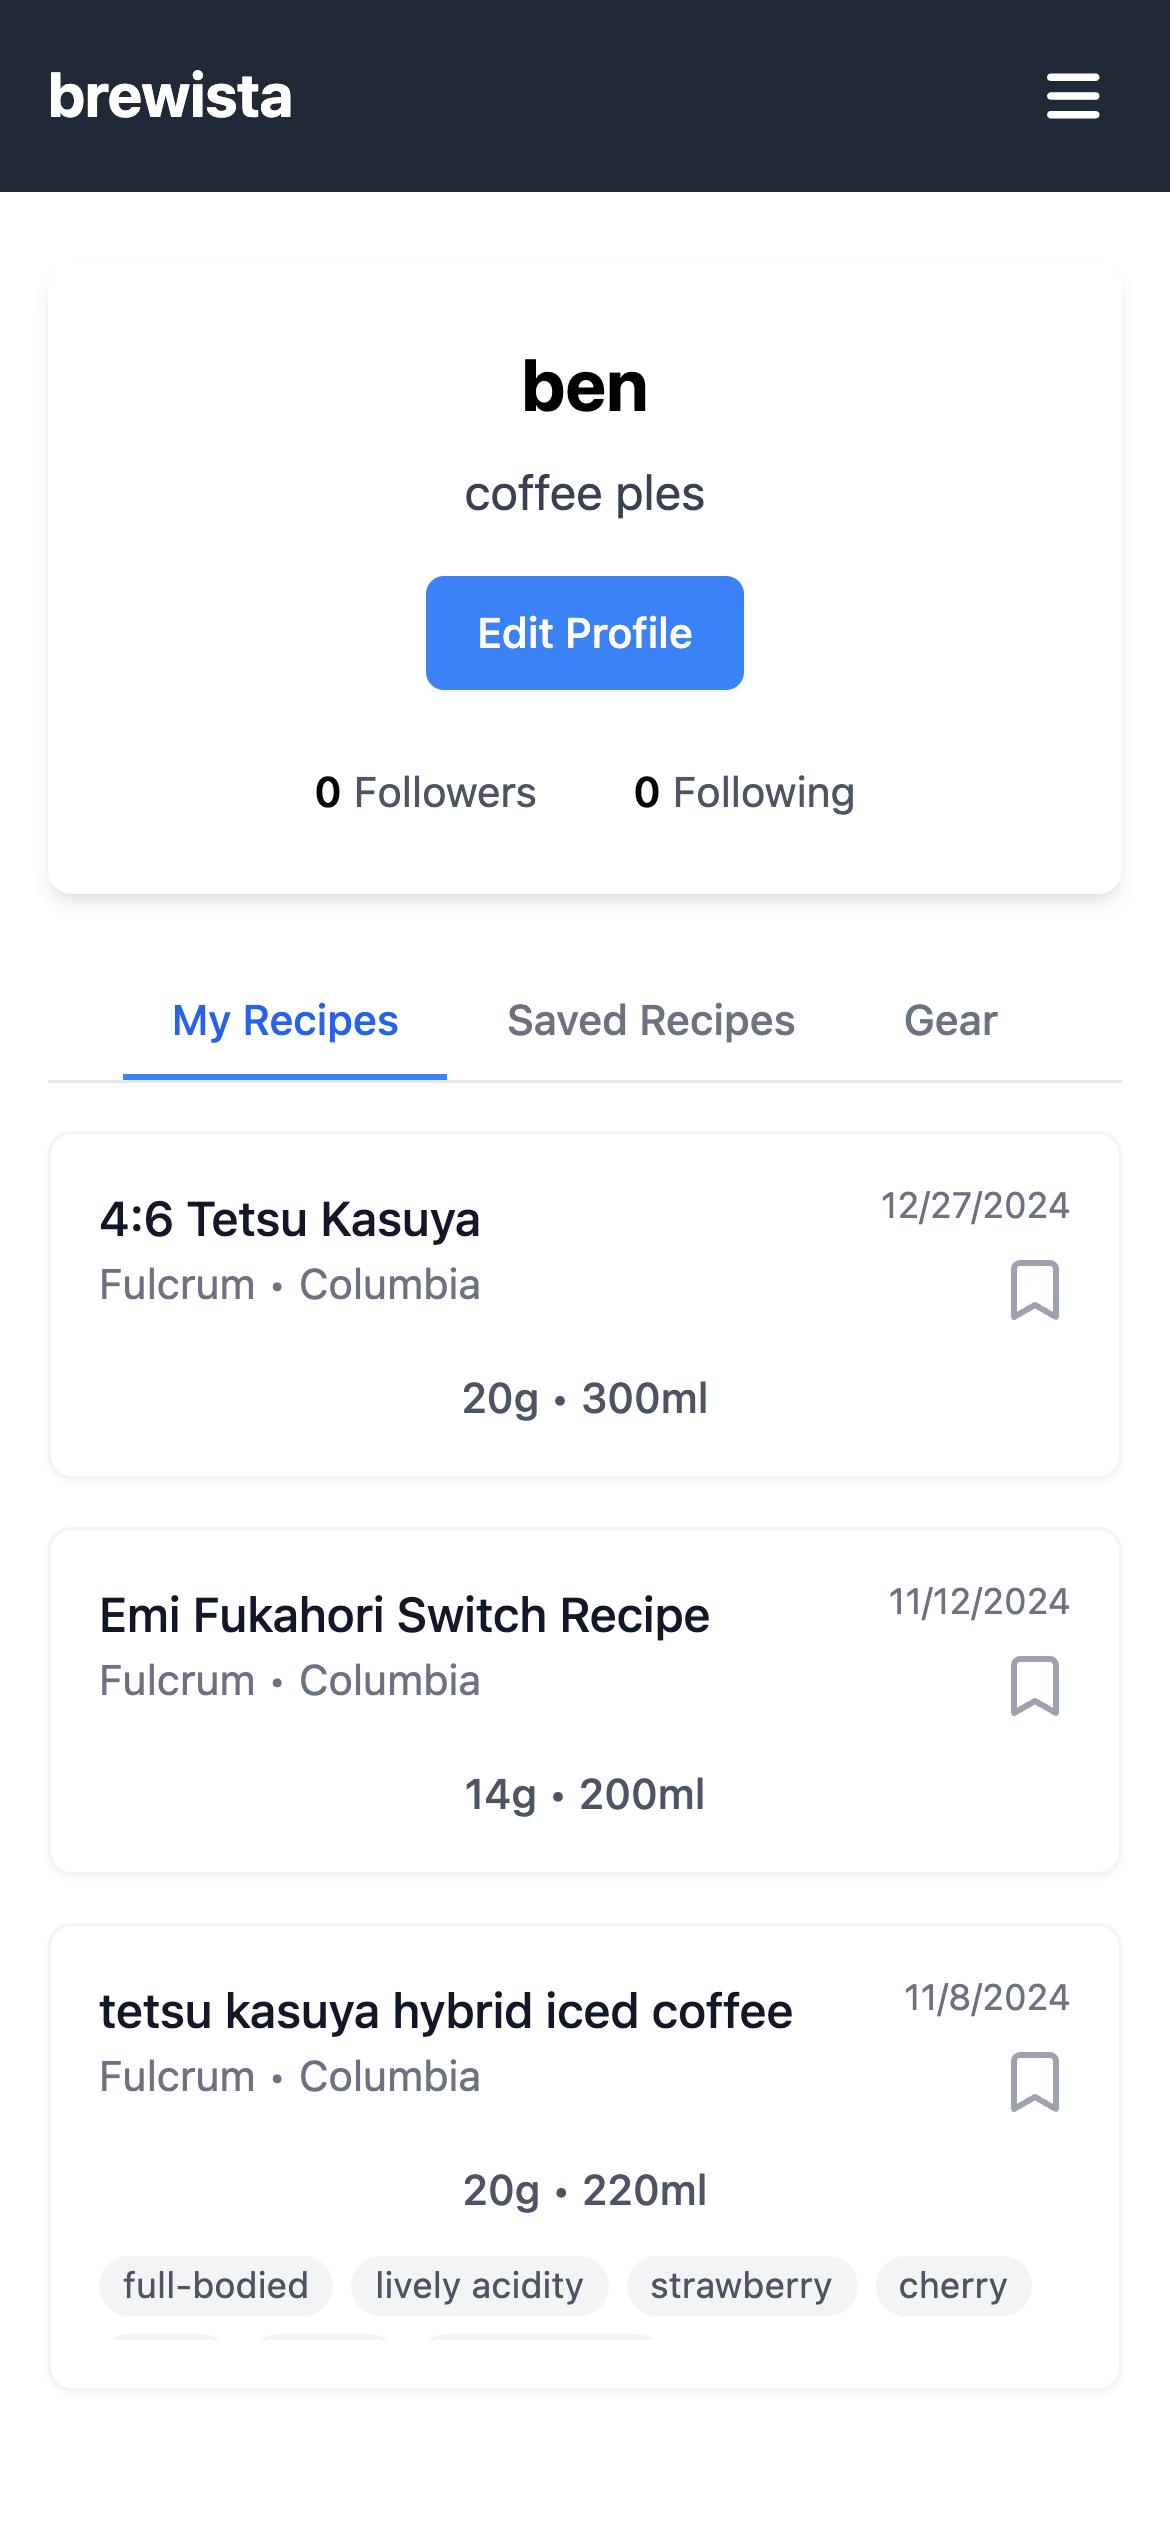 brewista
ben
coffee ples
Edit Profile
0 Followers 0 Following
My Recipes Saved Recipes Gear
4:6 Tetsu Kasuya 12/27/2024
Fulcrum • Columbia
20g • 300ml
Emi Fukahori Switch Recipe 11/12/2024
Fulcrum • Columbia
14g • 200ml
tetsu kasuya hybrid iced coffee 11/8/2024
Fulcrum • Columbia
20g • 220ml
full-bodied lively acidity strawberry cherry